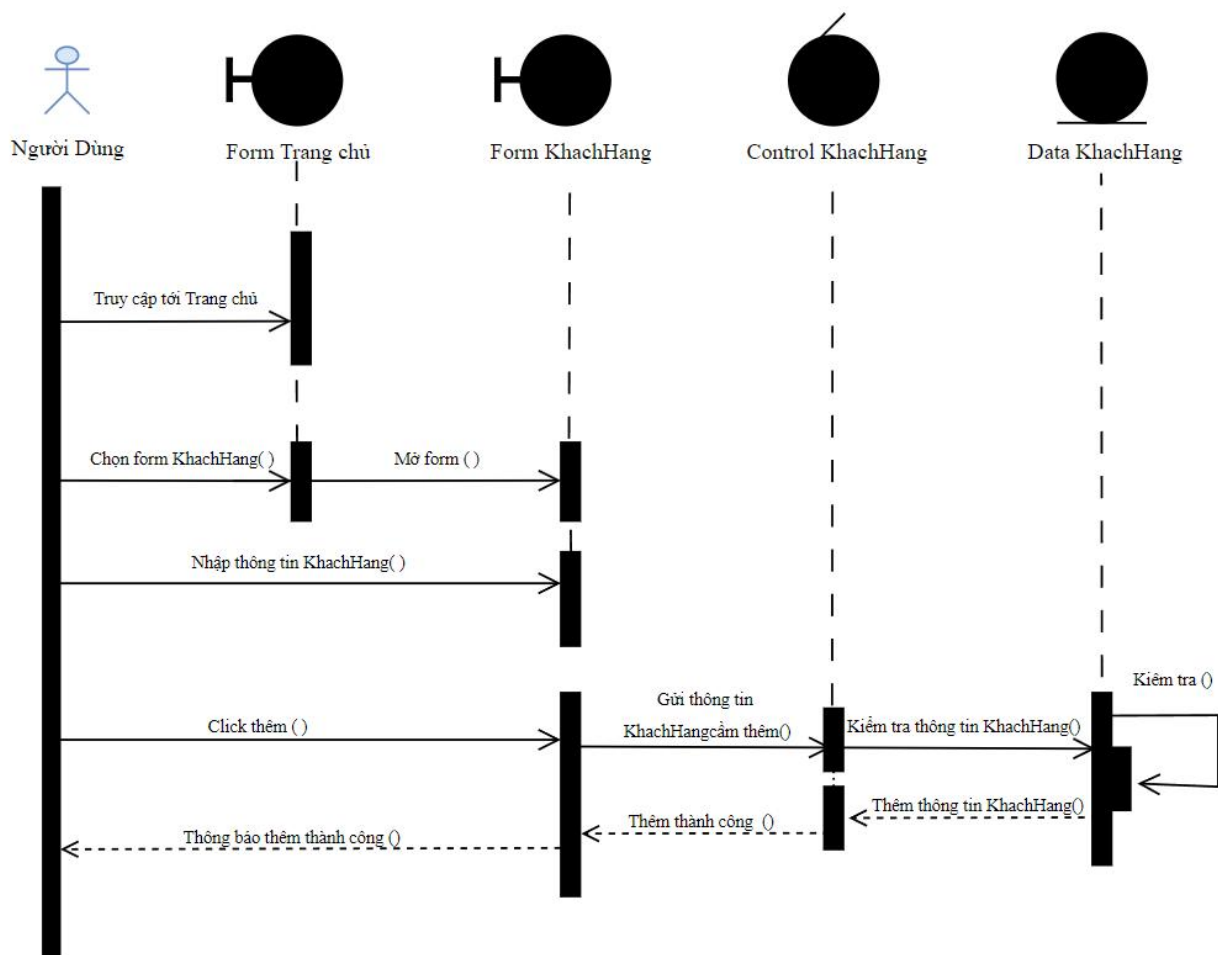 Người Dùng
Form Trang chủ
Form KhachHang
Control KhachHang
Data KhachHang
Truy cập tới Trang chủ
Chọn form KhachHang( )
Mở form ( )
Nhập thông tin KhachHang( )
Click thêm ( )
Gửi thông tin
KhachHangcầm thêm()
Kiểm tra thông tin KhachHang()
Kiêm tra ()
Thêm thông tin KhachHang()
Thêm thành công ()
Thông báo thêm thành công ()